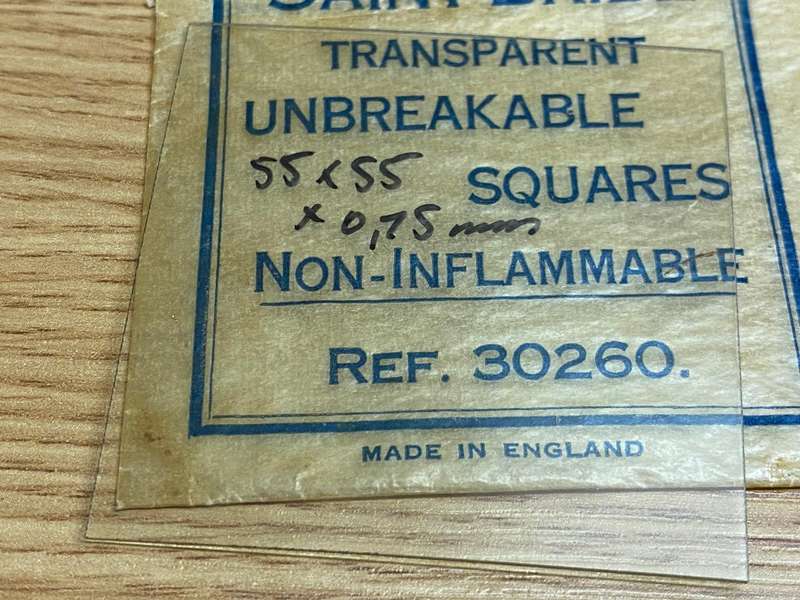 TRANSPARENT
UNBREAKABLE
55 x 55 SQUARES
x 0,75 mm
NON-INFLAMMABLE
REF. 30260.
MADE IN ENGLAND